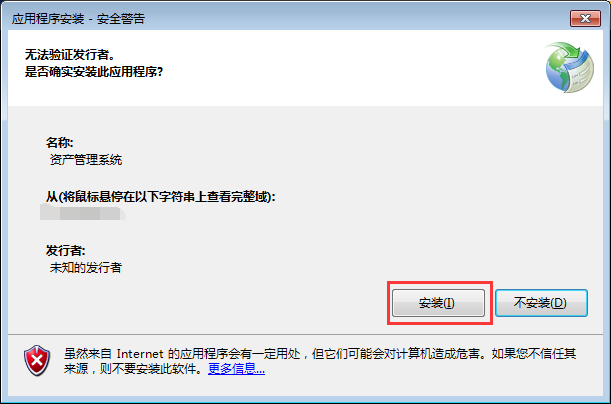 应用程序安装 - 安全警告
无法验证发行者。
是否确实安装此应用程序?
名称:
资产管理系统
从(将鼠标悬停在以下字符串上查看完整域):
发行者:
未知的发行者
安装(I) 不安装(D)
虽然来自 Internet 的应用程序会有一定用处，但它们可能会对计算机造成危害。如果您不信任其
来源，则不要安装此软件。更多信息...